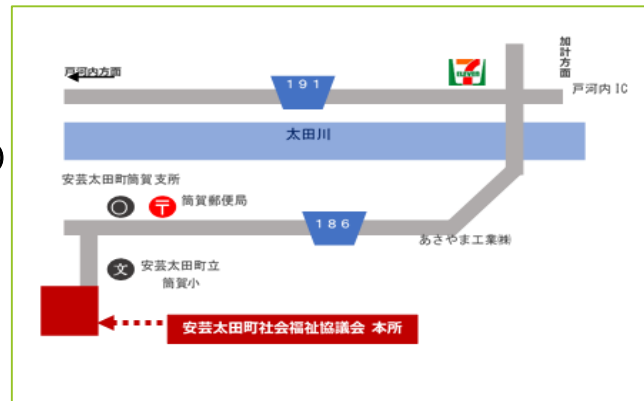 戸河内方面
191
7
ELEVEN
加計方面
戸河内 IC
太田川
安芸太田町筒賀支所
〒
筒賀郵便局
186
あさやま工業㈱
文
安芸太田町立
筒賀小
安芸太田町社会福祉協議会 本所